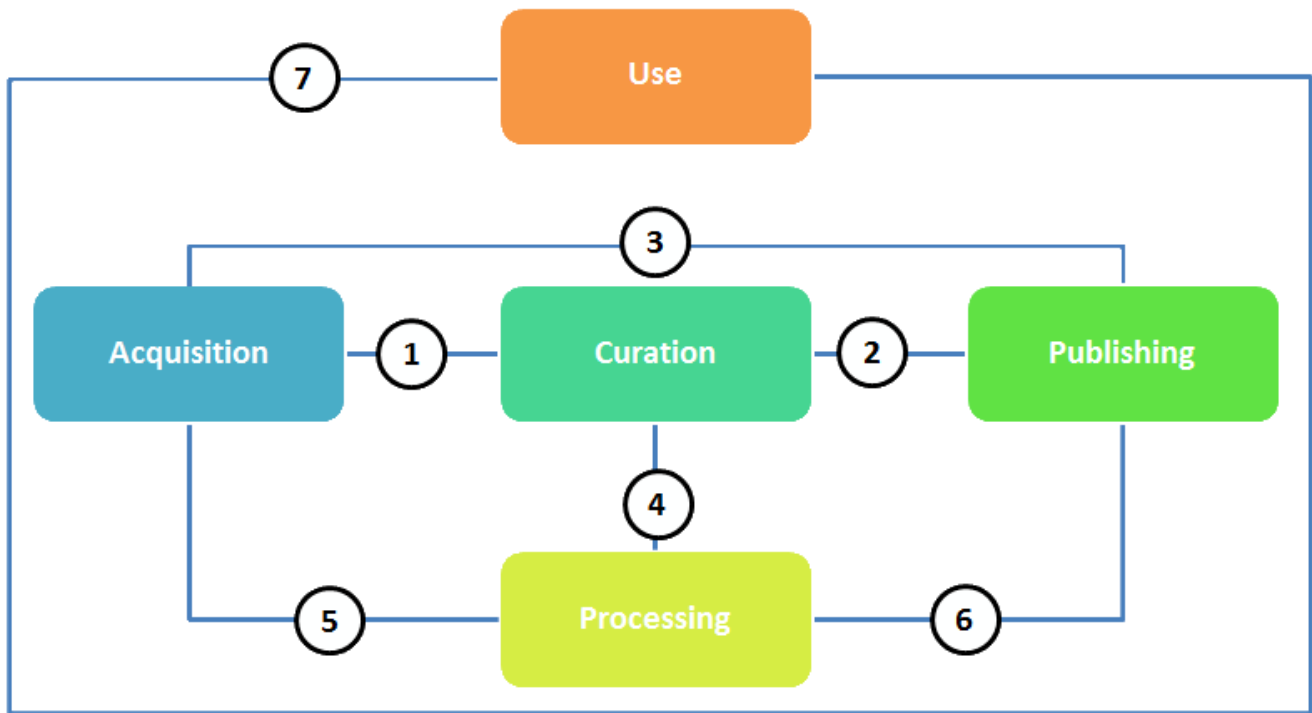 7
Use
3
Acquisition
1
Curation
2
Publishing
4
5
Processing
6